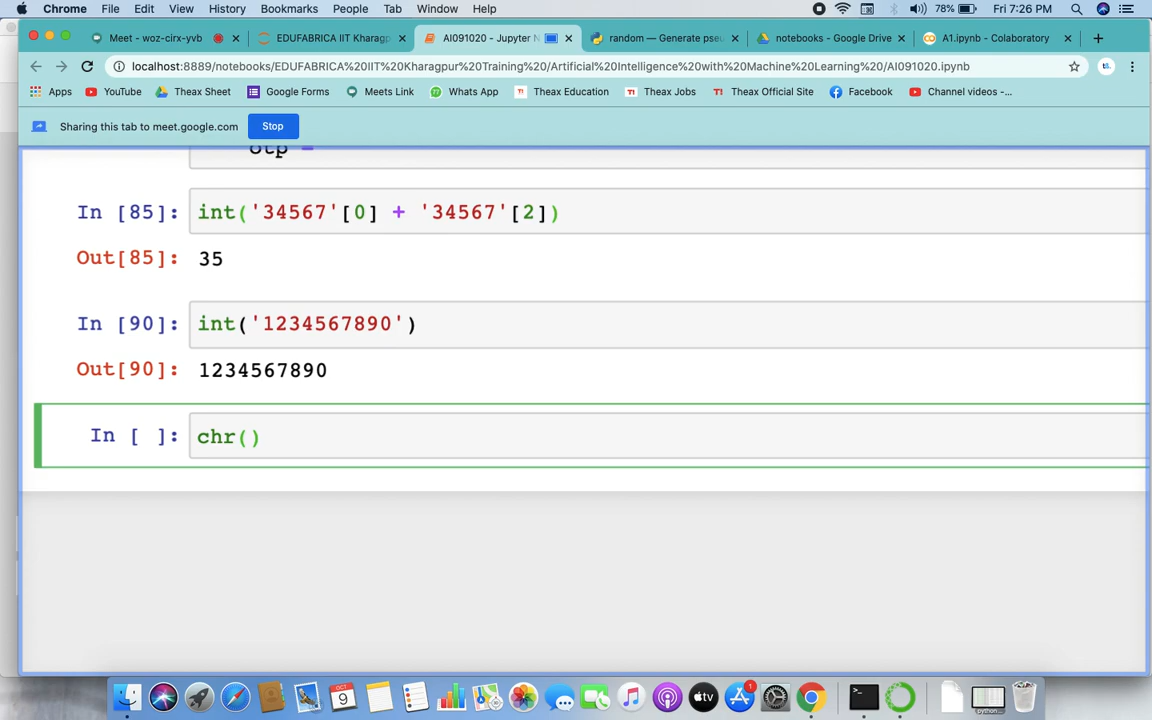 Chrome File Edit View History Bookmarks People Tab Window Help 78% Fri 7:26 PM
Meet - woz-cirx-yvb EDUFABRICA IIT Kharagp AI091020 - Jupyter N random — Generate pseu notebooks - Google Drive A1.ipynb - Colaboratory
localhost:8889/notebooks/EDUFABRICA%20IIT%20Kharagpur%20Training%20/Artificial%20Intelligence%20with%20Machine%20Learning%20/AI091020.ipynb
Apps YouTube Theax Sheet Google Forms Meets Link Whats App Theax Education Theax Jobs Theax Official Site Facebook Channel videos -...
Sharing this tab to meet.google.com Stop
otp =
In [85]: int('34567'[0] + '34567'[2])
Out[85]: 35
In [90]: int('1234567890')
Out[90]: 1234567890
In [ ]: chr()
OCT
9
tv
1